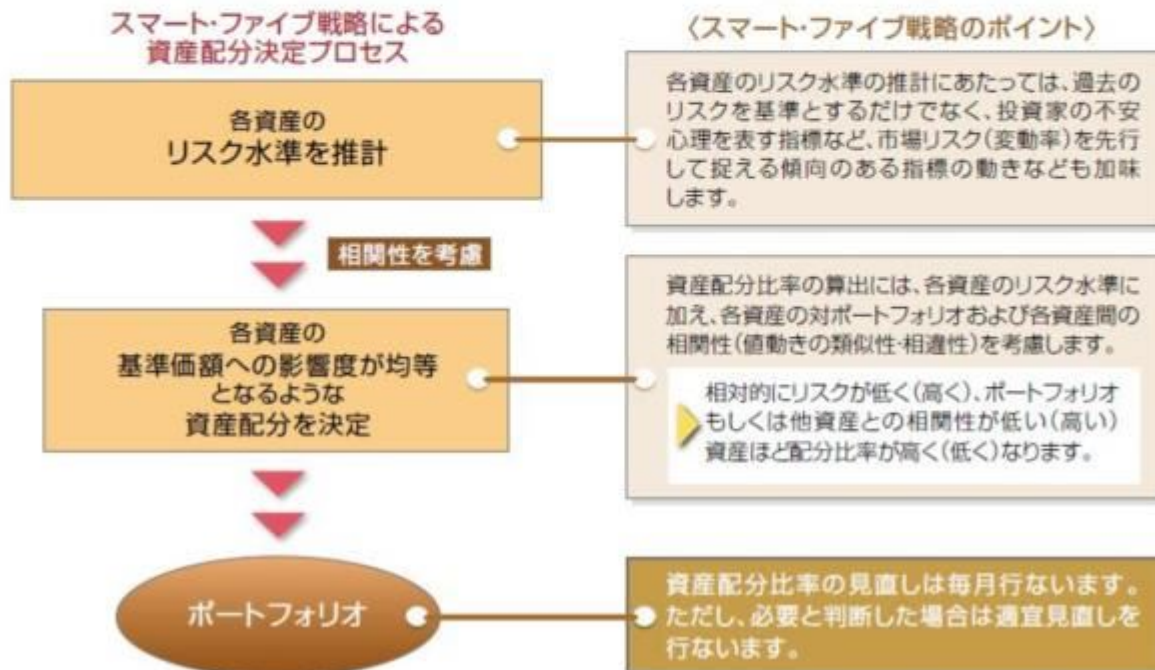 スマート・ファイブ戦略による
資産配分決定プロセス
〈スマート・ファイブ戦略のポイント〉
各資産の
リスク水準を推計
各資産のリスク水準の推計にあたっては、過去の
リスクを基準とするだけでなく、投資家の不安
心理を表す指標など、市場リスク(変動率)を先行
して捉える傾向のある指標の動きなども加味
します。
相関性を考慮
各資産の
基準価額への影響度が均等
となるような
資産配分を決定
資産配分比率の算出には、各資産のリスク水準に
加え、各資産の対ポートフォリオおよび各資産間の
相関性(値動きの類似性・相違性)を考慮します。
相対的にリスクが低く(高く)、ポートフォリオ
もしくは他資産との相関性が低い(高い)
資産ほど配分比率が高く(低く)なります。
ポートフォリオ
資産配分比率の見直しは毎月行ないます。
ただし、必要と判断した場合は適宜見直しを
行ないます。